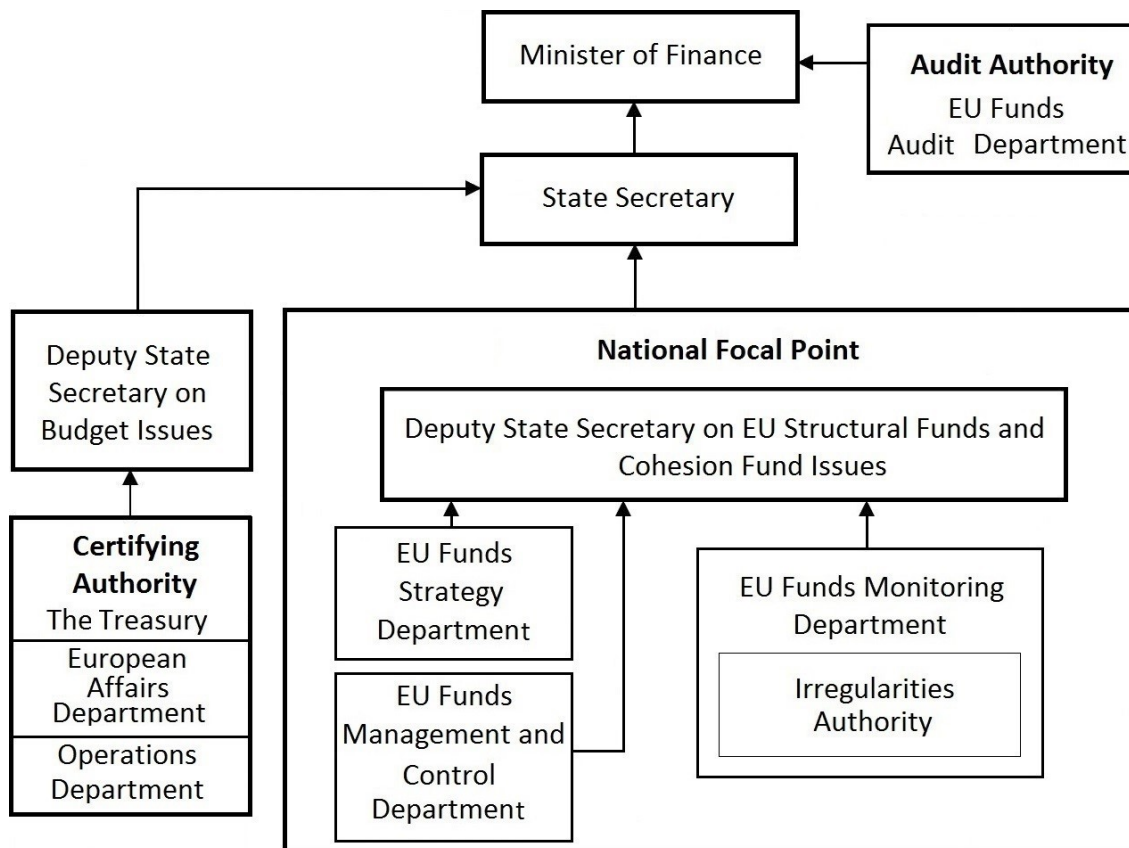 Minister of Finance
Audit Authority
EU Funds
Audit Department
State Secretary
Deputy State
Secretary on
Budget Issues
National Focal Point
Deputy State Secretary on EU Structural Funds and
Cohesion Fund Issues
Certifying
Authority
The Treasury
European
Affairs
Department
Operations
Department
EU Funds
Strategy
Department
EU Funds
Management and
Control
Department
EU Funds Monitoring
Department
Irregularities
Authority